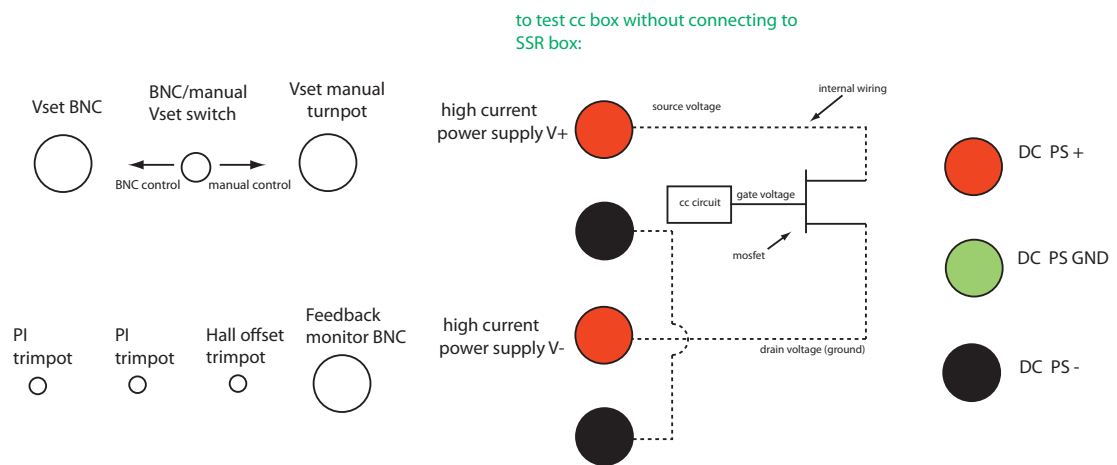 to test cc box without connecting to
SSR box:
Vset BNC
BNC/manual
Vset switch
Vset manual
turnpot
BNC control
manual control
high current
power supply V+
source voltage
internal wiring
cc circuit
gate voltage
mosfet
DC PS +
DC PS GND
DC PS -
PI
trimpot
PI
trimpot
Hall offset
trimpot
Feedback
monitor BNC
high current
power supply V-
drain voltage (ground)